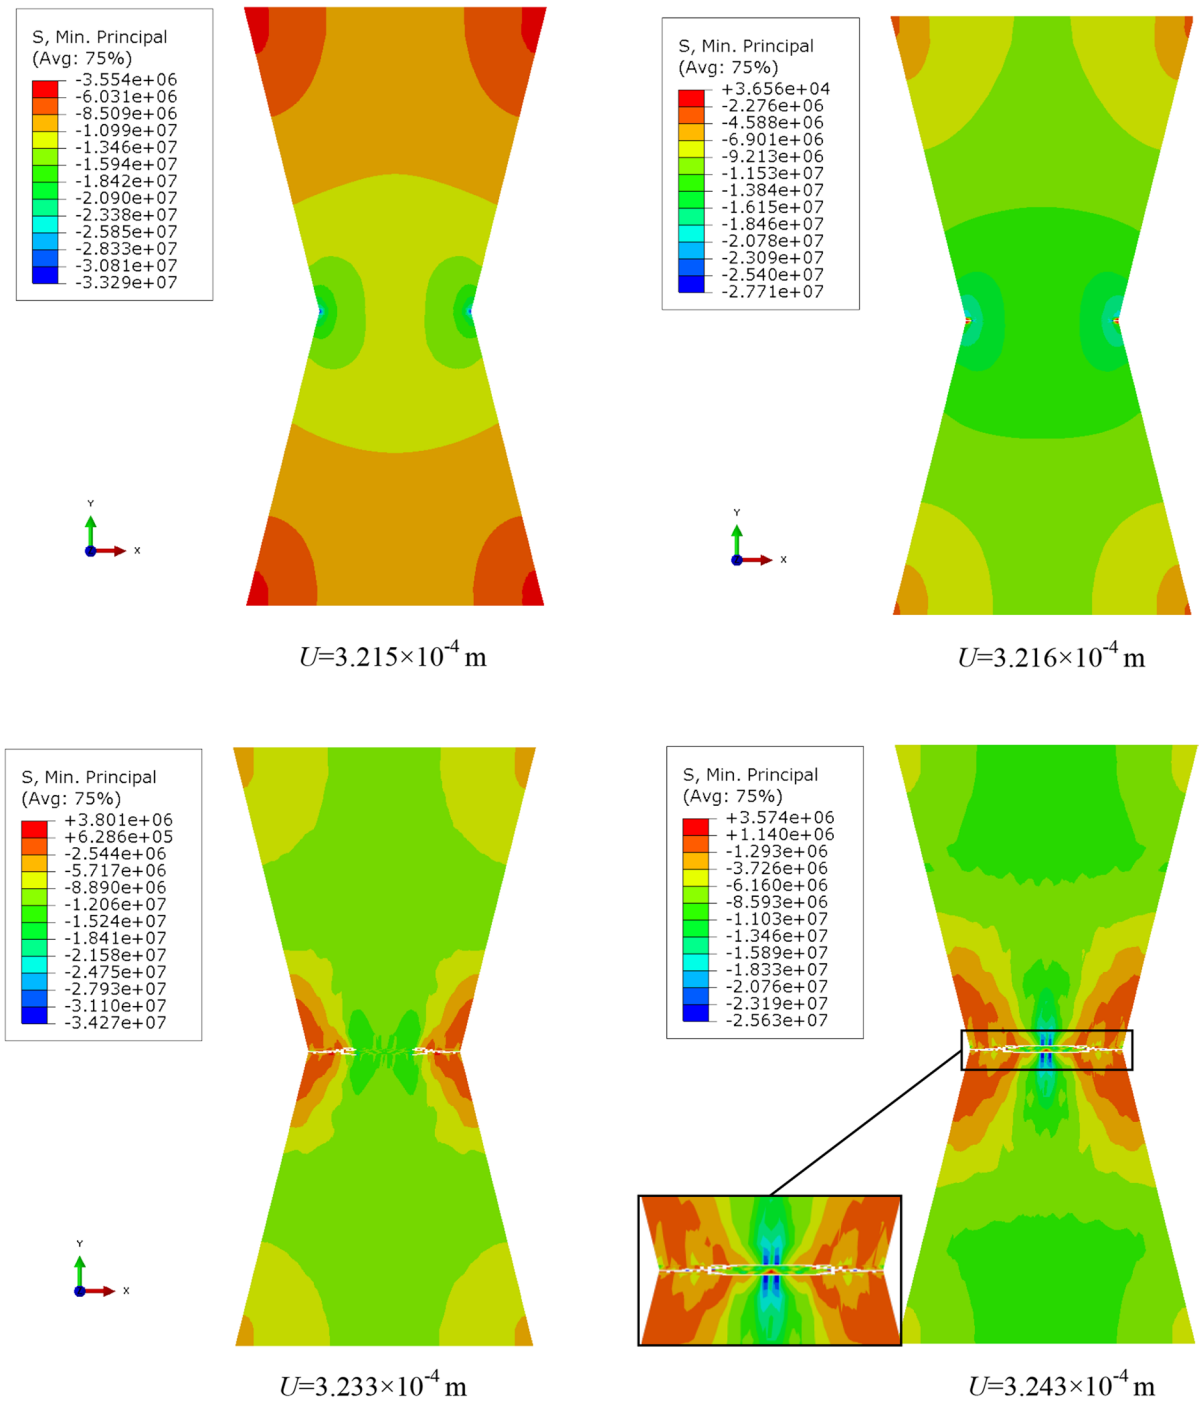 S, Min. Principal
(Avg: 75%)
-3.554e+06
-6.031e+06
-8.509e+06
-1.099e+07
-1.346e+07
-1.594e+07
-1.842e+07
-2.090e+07
-2.338e+07
-2.585e+07
-2.833e+07
-3.081e+07
-3.329e+07
Y
X
U=3.215×10-4 m
S, Min. Principal
(Avg: 75%)
+3.656e+04
-2.276e+06
-4.588e+06
-6.901e+06
-9.213e+06
-1.153e+07
-1.384e+07
-1.615e+07
-1.846e+07
-2.078e+07
-2.309e+07
-2.540e+07
-2.771e+07
Y
X
U=3.216×10-4 m
S, Min. Principal
(Avg: 75%)
+3.801e+06
+6.286e+05
-2.544e+06
-5.717e+06
-8.890e+06
-1.206e+07
-1.524e+07
-1.841e+07
-2.158e+07
-2.475e+07
-2.793e+07
-3.110e+07
-3.427e+07
Y
X
U=3.233×10-4 m
S, Min. Principal
(Avg: 75%)
+3.574e+06
+1.140e+06
-1.293e+06
-3.726e+06
-6.160e+06
-8.593e+06
-1.103e+07
-1.346e+07
-1.589e+07
-1.833e+07
-2.076e+07
-2.319e+07
-2.563e+07
U=3.243×10-4 m